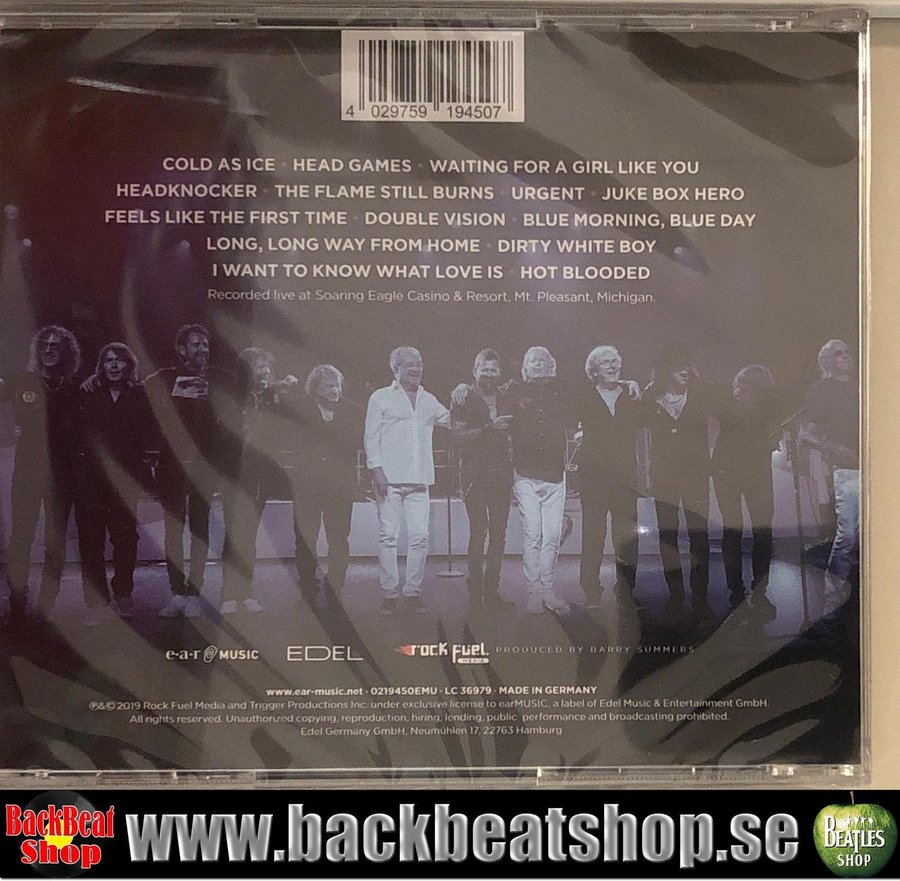 4 029759 194507
COLD AS ICE • HEAD GAMES • WAITING FOR A GIRL LIKE YOU
HEADKNOCKER • THE FLAME STILL BURNS • URGENT • JUKE BOX HERO
FEELS LIKE THE FIRST TIME • DOUBLE VISION • BLUE MORNING, BLUE DAY
LONG, LONG WAY FROM HOME • DIRTY WHITE BOY
I WANT TO KNOW WHAT LOVE IS • HOT BLOODED
Recorded live at Soaring Eagle Casino & Resort, Mt. Pleasant, Michigan.
e·a·r MUSIC EDEL ROCK FUEL MEDIA PRODUCED BY BARRY SUMMERS
www.ear-music.net · 0219450EMU · LC 36979 · MADE IN GERMANY
℗&© 2019 Rock Fuel Media and Trigger Productions Inc. under exclusive license to earMUSIC, a label of Edel Music & Entertainment GmbH.
All rights reserved. Unauthorized copying, reproduction, hiring, lending, public performance and broadcasting prohibited.
Edel Germany GmbH, Neumühlen 17, 22763 Hamburg
BackBeat Shop www.backbeatshop.se BEATLES SHOP